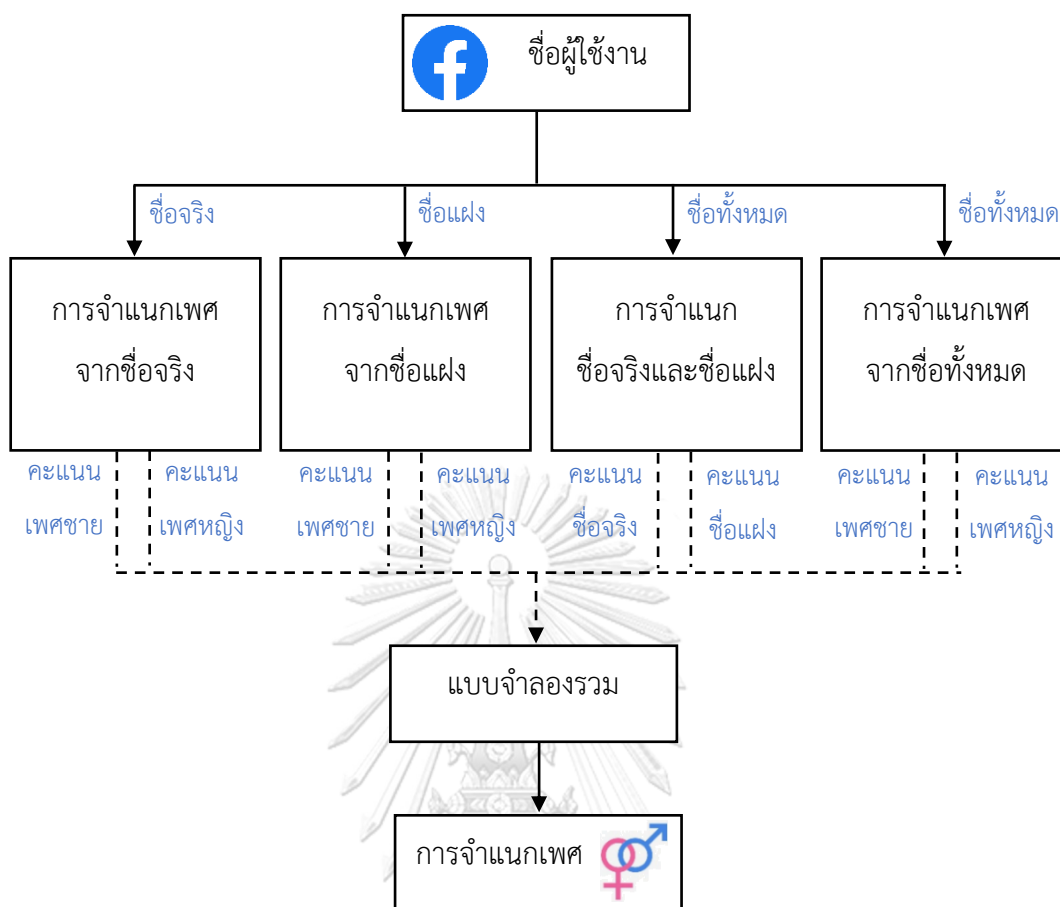 ชื่อผู้ใช้งาน
ชื่อจริง
ชื่อแฝง
ชื่อทั้งหมด
ชื่อทั้งหมด
การจำแนกเพศ
จากชื่อจริง
การจำแนกเพศ
จากชื่อแฝง
การจำแนก
ชื่อจริงและชื่อแฝง
การจำแนกเพศ
จากชื่อทั้งหมด
คะแนน
เพศชาย
คะแนน
เพศหญิง
คะแนน
เพศชาย
คะแนน
เพศหญิง
คะแนน
ชื่อจริง
คะแนน
ชื่อแฝง
คะแนน
เพศชาย
คะแนน
เพศหญิง
แบบจำลองรวม
การจำแนกเพศ